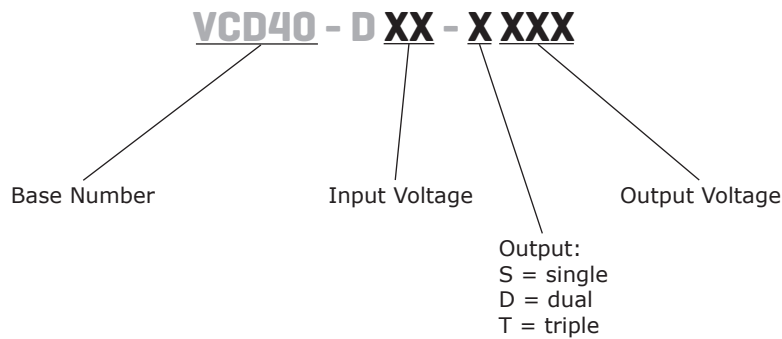 VCD40 - D XX - X XXX
Base Number
Input Voltage
Output Voltage
Output:
S = single
D = dual
T = triple